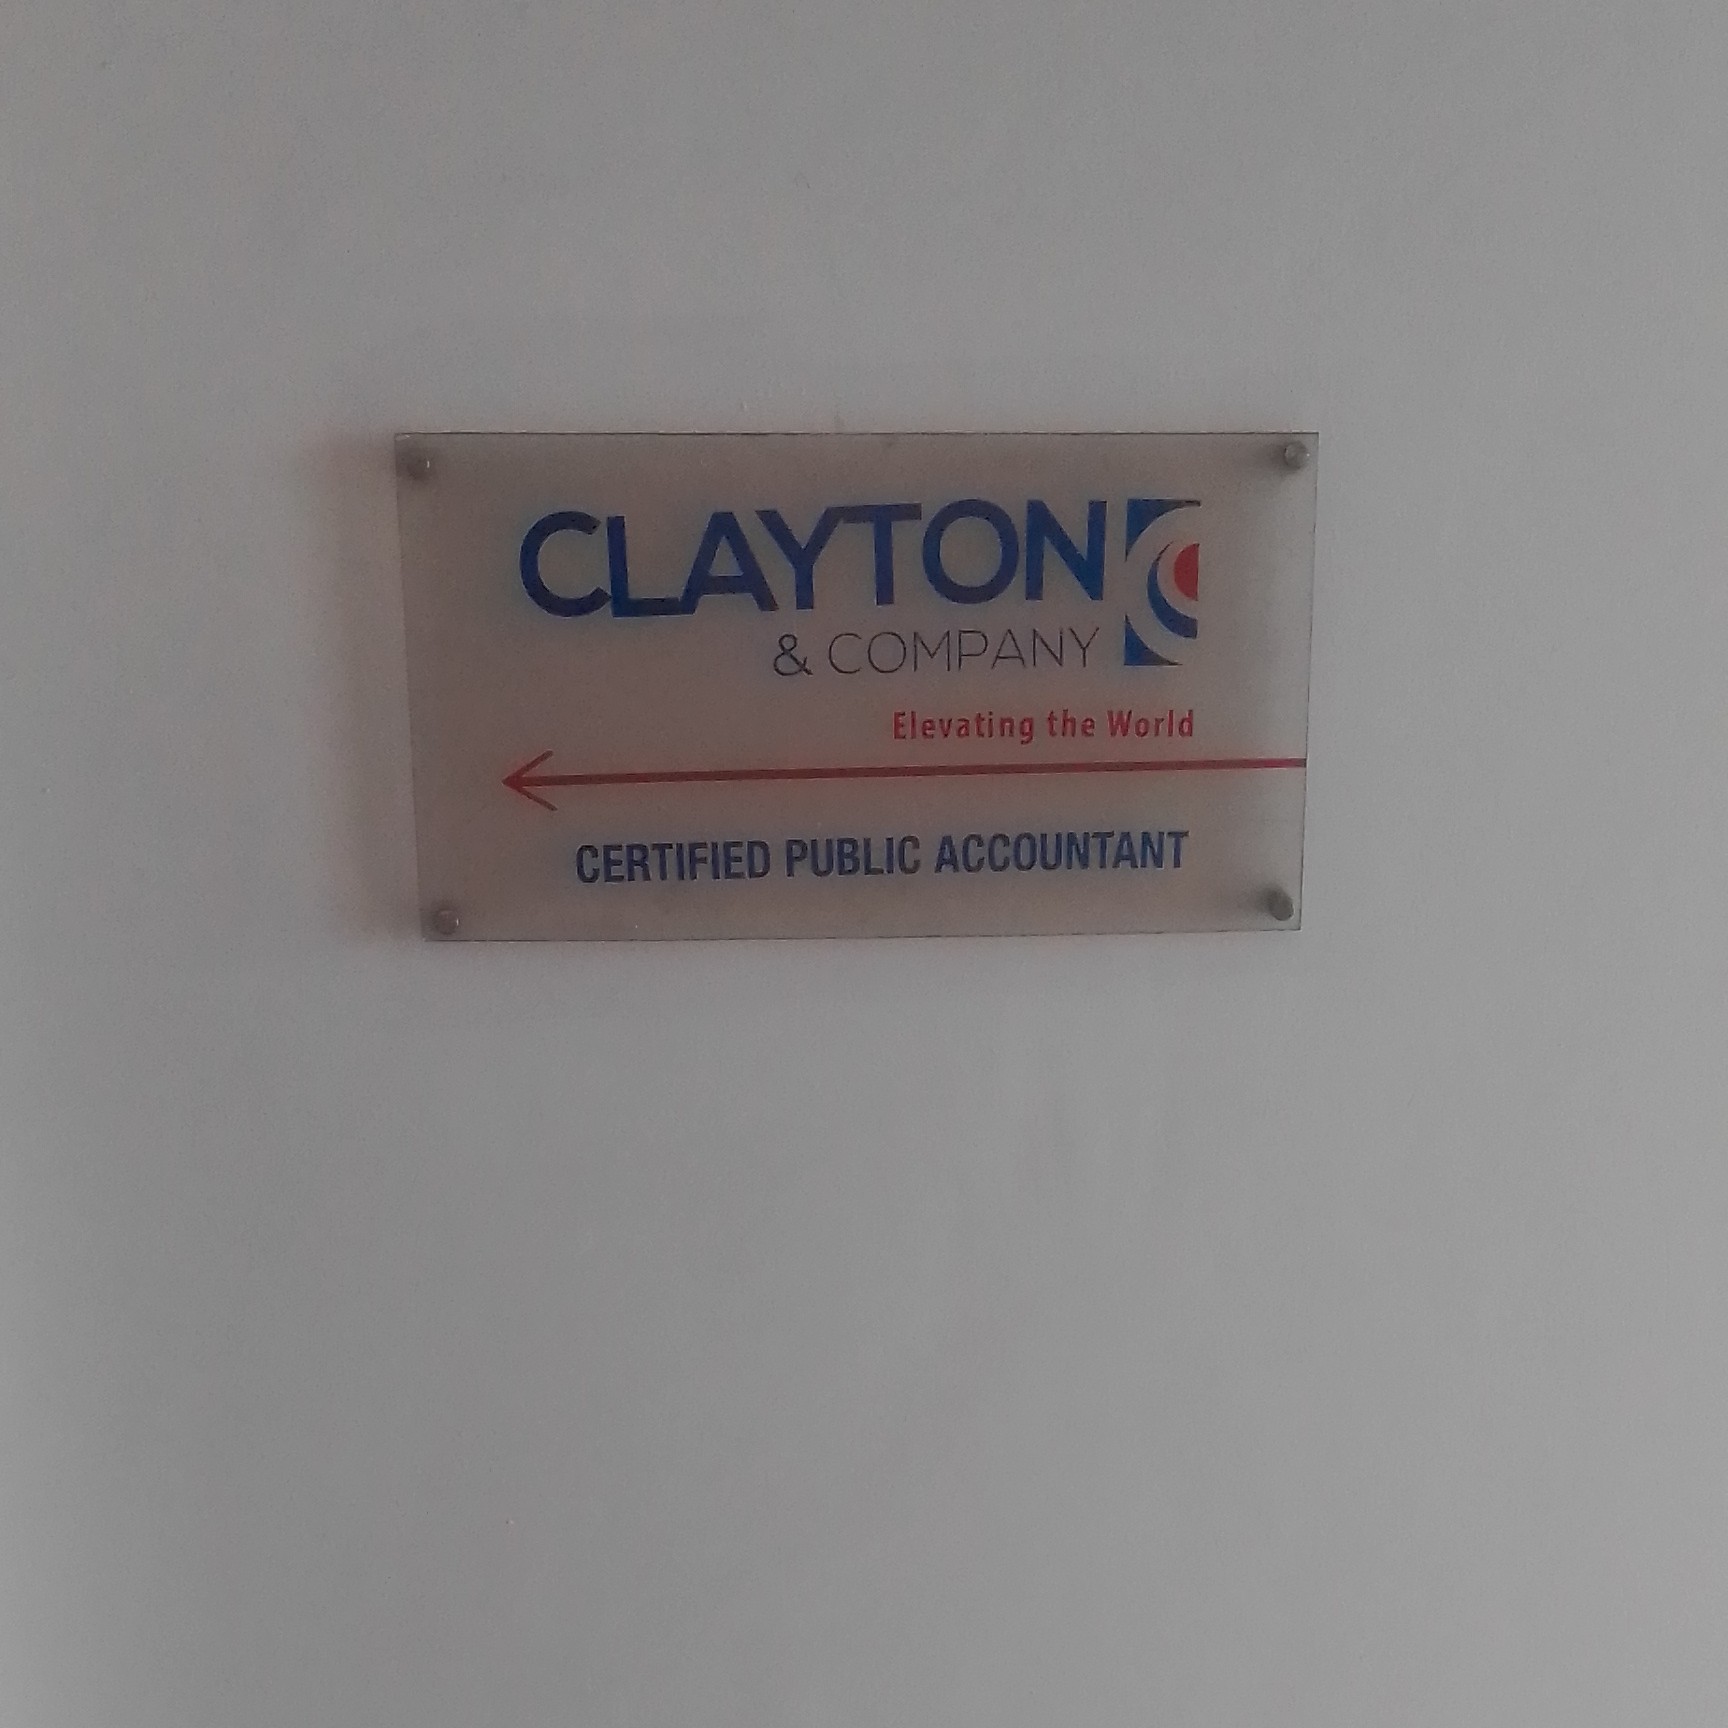 CLAYTON
& COMPANY
Elevating the World
CERTIFIED PUBLIC ACCOUNTANT